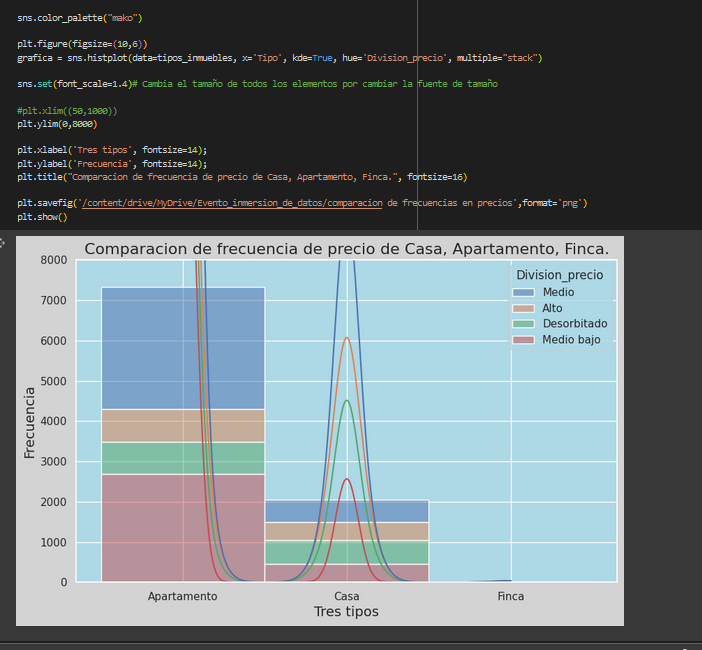 sns.color_palette("mako")
plt.figure(figsize=(10,6))
grafica = sns.histplot(data=tipos_inmuebles, x='Tipo', kde=True, hue='Division_precio', multiple="stack")
sns.set(font_scale=1.4)# Cambia el tamaño de todos los elementos por cambiar la fuente de tamaño
#plt.xlim((50,1000))
plt.ylim(0,8000)
plt.xlabel('Tres tipos', fontsize=14);
plt.ylabel('Frecuencia', fontsize=14);
plt.title("Comparacion de frecuencia de precio de Casa, Apartamento, Finca.", fontsize=16)
plt.savefig('/content/drive/MyDrive/Evento_inmersion_de_datos/comparacion de frecuencias en precios',format='png')
plt.show()
Comparacion de frecuencia de precio de Casa, Apartamento, Finca.
Division_precio
Medio
Alto
Desorbitado
Medio bajo
8000
7000
6000
5000
4000
3000
2000
1000
0
Frecuencia
Apartamento Casa Finca
Tres tipos